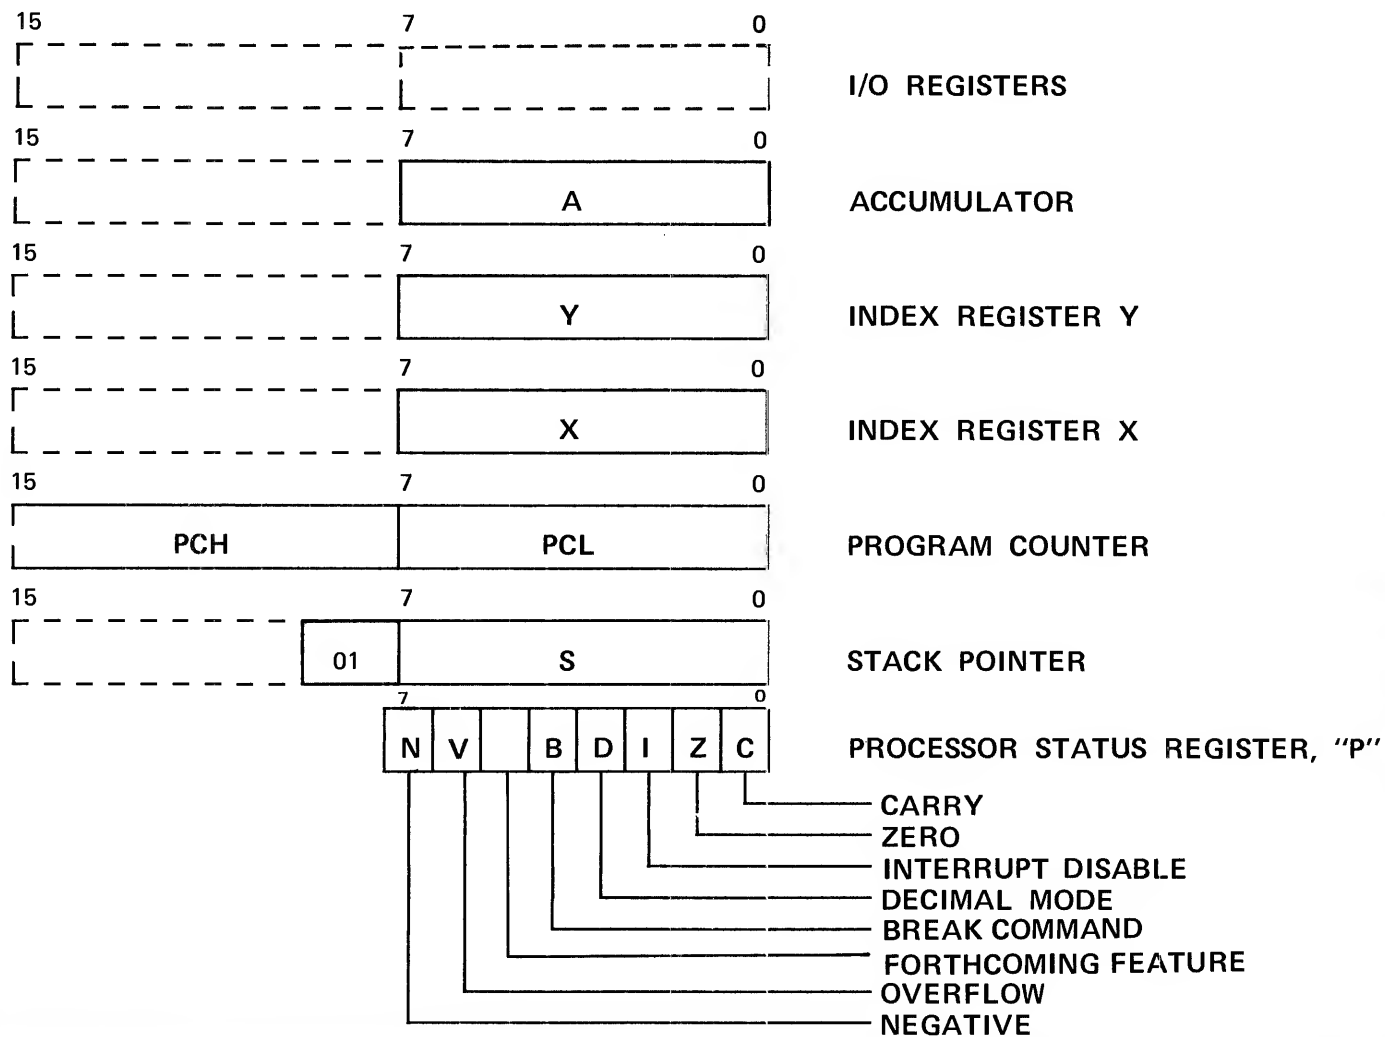 15 7 0
I/O REGISTERS
15 7 0
A ACCUMULATOR
15 7 0
Y INDEX REGISTER Y
15 7 0
X INDEX REGISTER X
15 7 0
PCH PCL PROGRAM COUNTER
15 7 0
01 S STACK POINTER
7 0
N V B D I Z C PROCESSOR STATUS REGISTER, "P"
CARRY
ZERO
INTERRUPT DISABLE
DECIMAL MODE
BREAK COMMAND
FORTHCOMING FEATURE
OVERFLOW
NEGATIVE